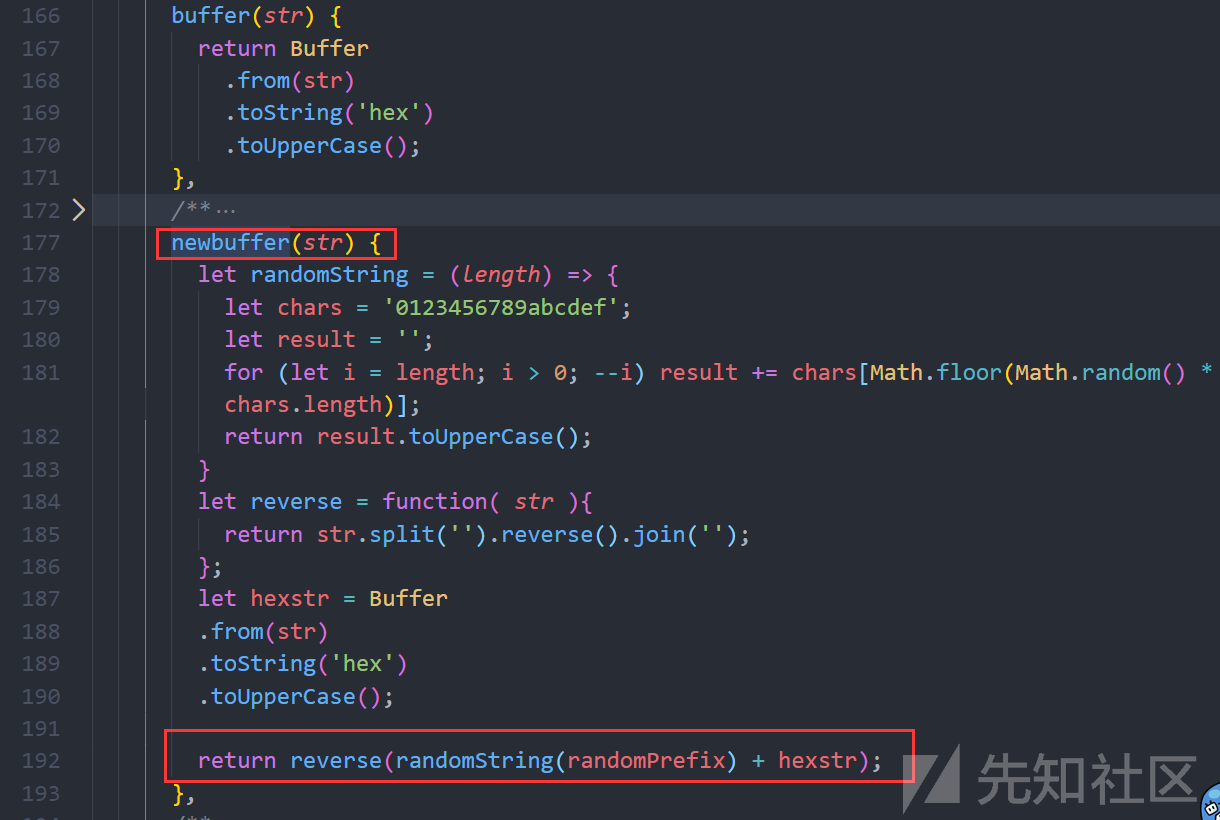 166 buffer(str) {
167 return Buffer
168 .from(str)
169 .toString('hex')
170 .toUpperCase();
171 },
172 /** ···
177 newbuffer(str) {
178 let randomString = (length) => {
179 let chars = '0123456789abcdef';
180 let result = '';
181 for (let i = length; i > 0; --i) result += chars[Math.floor(Math.random() *
chars.length)];
182 return result.toUpperCase();
183 }
184 let reverse = function( str ){
185 return str.split('').reverse().join('');
186 };
187 let hexstr = Buffer
188 .from(str)
189 .toString('hex')
190 .toUpperCase();
191
192 return reverse(randomString(randomPrefix) + hexstr);
193 },
先知社区